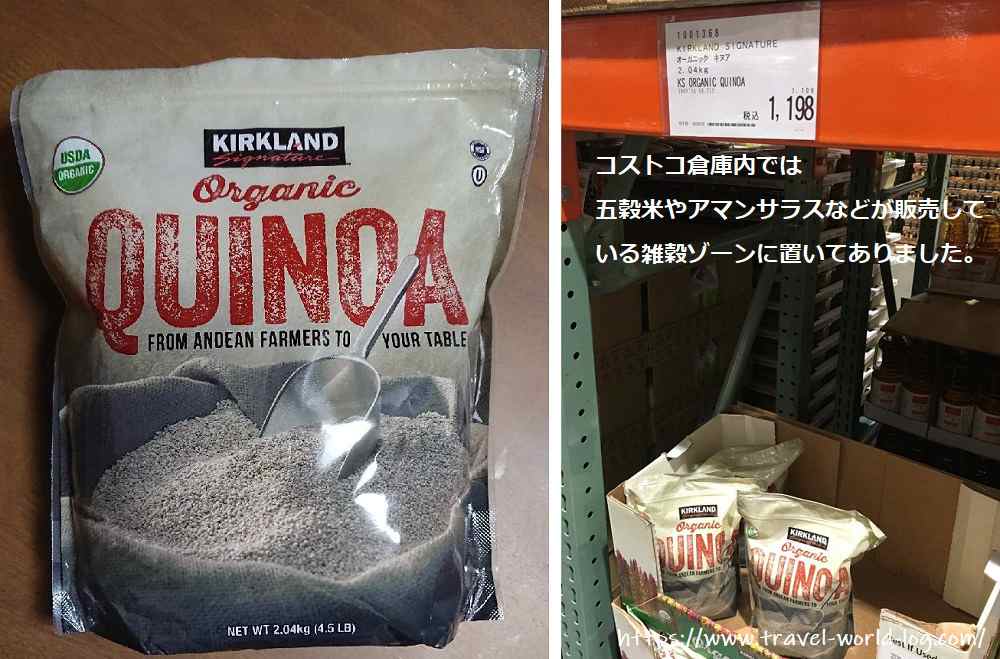 USDA
ORGANIC
KIRKLAND
Signature
Organic
QUINOA
FROM ANDEAN FARMERS TO YOUR TABLE
NET WT 2.04kg (4.5 LB)
1001368
KIRKLAND SIGNATURE
オーガニック キヌア
2.04kg
KS ORGANIC QUINOA
税込 1,198
コストコ倉庫内では
五穀米やアマンサラスなどが販売して
いる雑穀ゾーンに置いてありました。
KIRKLAND
Organic
QUINOA
KIRKLAND
Organic
QUINOA
https://www.travel-world-log.com/